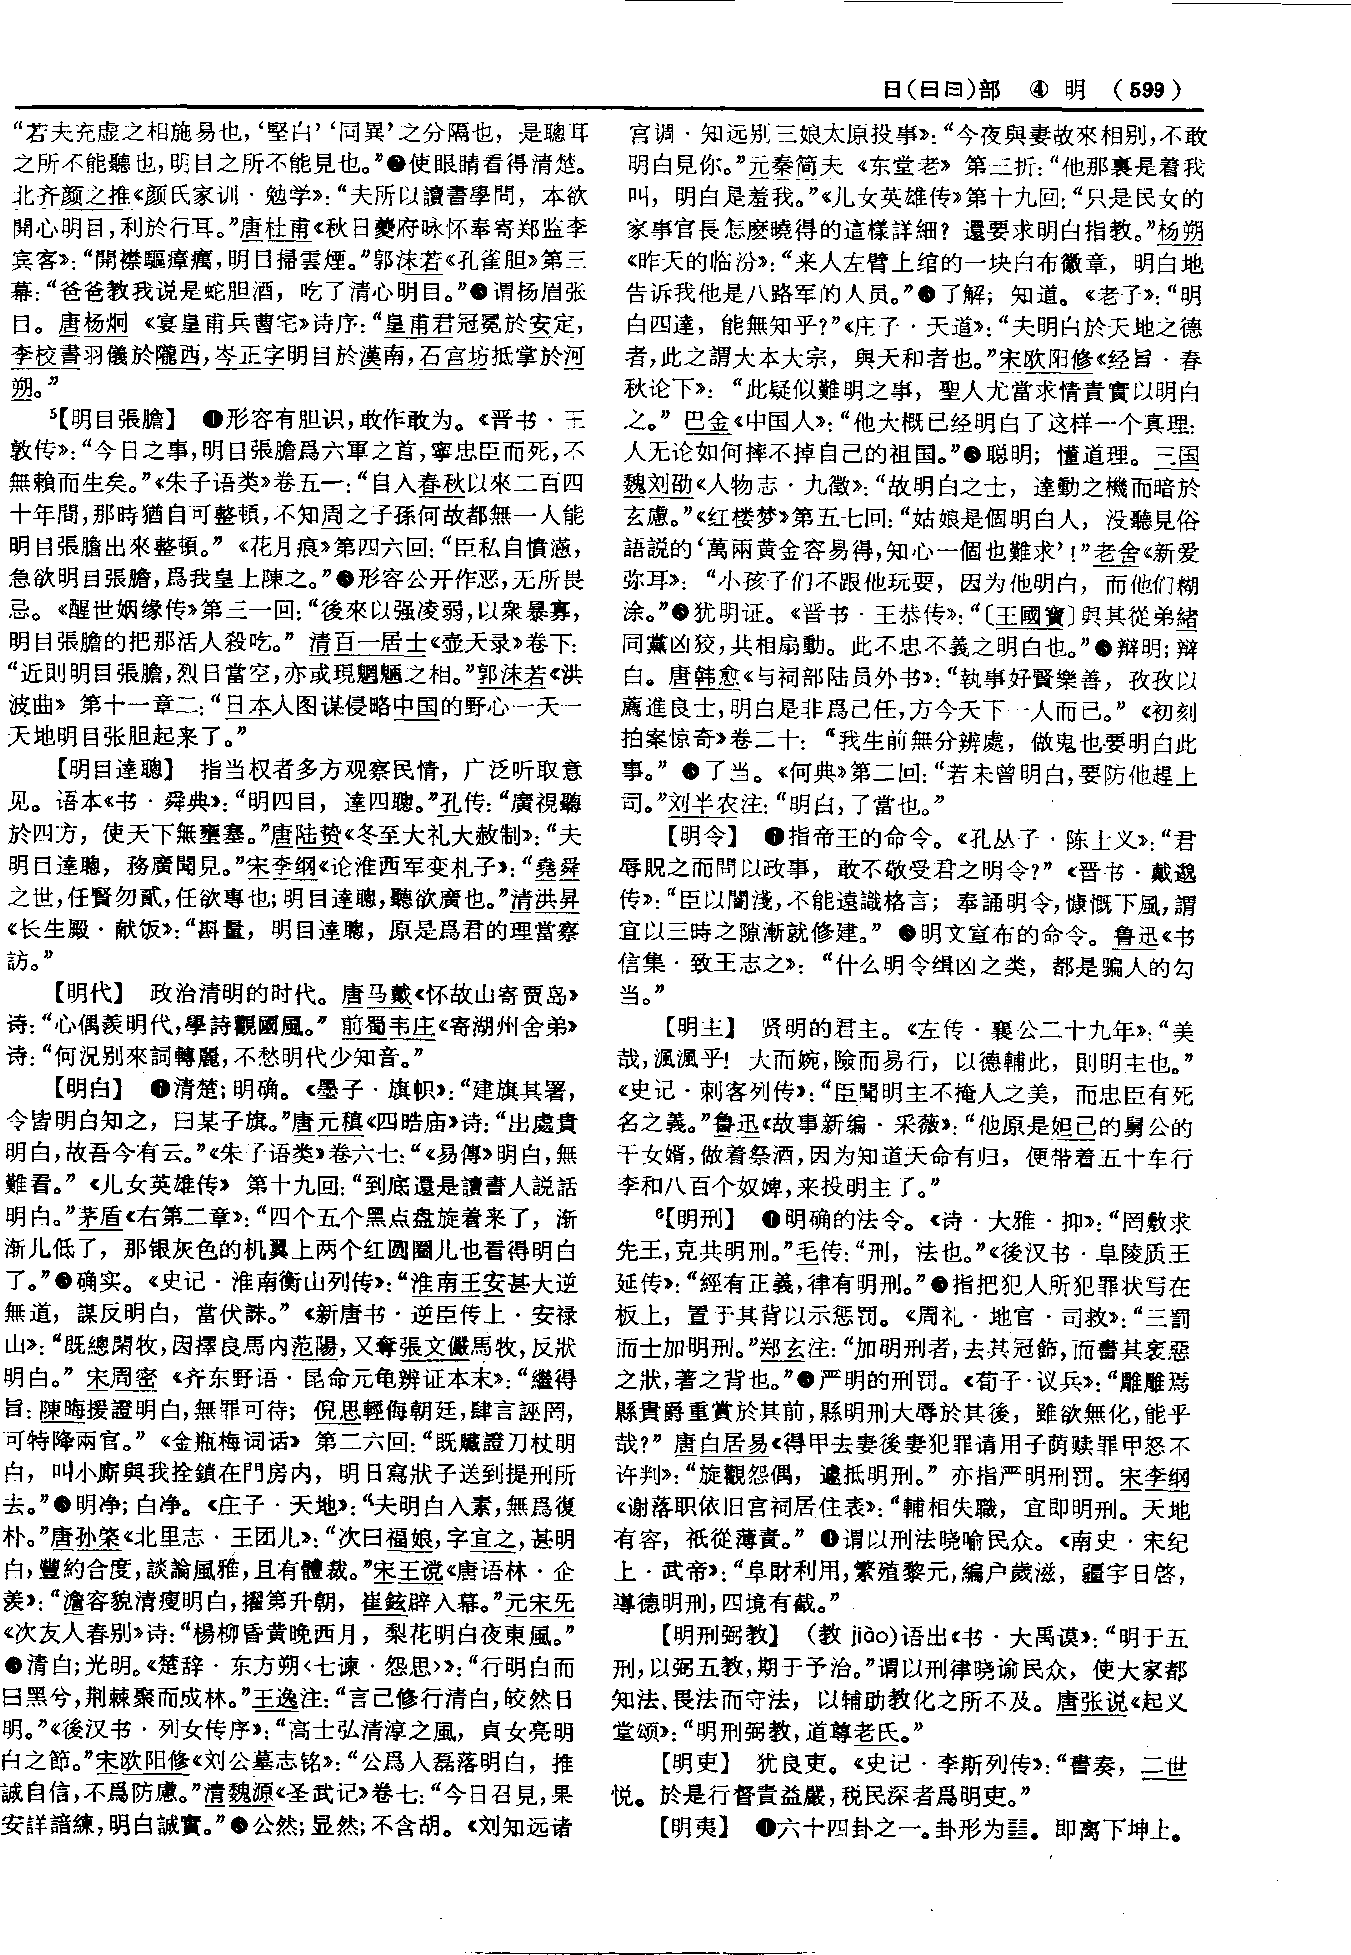 日(曰⺜)部 ④ 明 (599)
“若夫充虚之相施易也,‘堅白’‘同異’之分隔也,是聰耳
之所不能聽也,明目之所不能見也。”❷使眼睛看得清楚。
北齐颜之推《颜氏家训·勉学》:“夫所以讀書學問,本欲
開心明目,利於行耳。”唐杜甫《秋日夔府咏怀奉寄郑监李
宾客》:“開襟驅瘴癘,明目掃雲煙。”郭沫若《孔雀胆》第三
幕:“爸爸教我说是蛇胆酒,吃了清心明目。”❸谓扬眉张
目。唐杨炯《宴皇甫兵曹宅》诗序:“皇甫君冠冕於安定,
李校書羽儀於隴西,岑正字明目於漢南,石宫坊抵掌於河
朔。”
⁵【明目張膽】 ❶形容有胆识,敢作敢为。《晋书·王
敦传》:“今日之事,明目張膽爲六軍之首,寧忠臣而死,不
無賴而生矣。”《朱子语类》卷五一:“自入春秋以來二百四
十年間,那時猶自可整頓,不知周之子孫何故都無一人能
明目張膽出來整頓。”《花月痕》第四六回:“臣私自憤懣,
急欲明目張膽,爲我皇上陳之。”❷形容公开作恶,无所畏
忌。《醒世姻缘传》第三一回:“後來以强凌弱,以衆暴寡,
明目張膽的把那活人殺吃。”清百一居士《壶天录》卷下:
“近則明目張膽,烈日當空,亦或現魍魎之相。”郭沫若《洪
波曲》第十一章二:“日本人图谋侵略中国的野心一天一
天地明目张胆起来了。”
【明目達聰】 指当权者多方观察民情,广泛听取意
见。语本《书·舜典》:“明四目,達四聰。”孔传:“廣視聽
於四方,使天下無壅塞。”唐陆贽《冬至大礼大赦制》:“夫
明目達聰,務廣聞見。”宋李纲《论淮西军变札子》:“堯舜
之世,任賢勿貳,任欲專也;明目達聰,聽欲廣也。”清洪昇
《长生殿·献饭》:“斟量,明目達聰,原是爲君的理當察
訪。”
【明代】 政治清明的时代。唐马戴《怀故山寄贾岛》
诗:“心偶羨明代,學詩觀國風。”前蜀韦庄《寄湖州舍弟》
诗:“何況別來詞轉麗,不愁明代少知音。”
【明白】 ❶清楚;明确。《墨子·旗帜》:“建旗其署,
令皆明白知之,曰某子旗。”唐元稹《四皓庙》诗:“出處貴
明白,故吾今有云。”《朱子语类》卷六七:“《易傳》明白,無
難看。”《儿女英雄传》第十九回:“到底還是讀書人説話
明白。”茅盾《右第二章》:“四个五个黑点盘旋着来了,渐
渐儿低了,那银灰色的机翼上两个红圆圈儿也看得明白
了。”❷确实。《史记·淮南衡山列传》:“淮南王安甚大逆
無道,謀反明白,當伏誅。”《新唐书·逆臣传上·安禄
山》:“既總閑牧,因擇良馬内范陽,又奪張文儼馬牧,反狀
明白。”宋周密《齐东野语·昆命元龟辨证本末》:“繼得
旨:陳晦援證明白,無罪可待;倪思輕侮朝廷,肆言誣罔,
可特降兩官。”《金瓶梅词话》第二六回:“既贓證刀杖明
白,叫小廝與我拴鎖在門房内,明日寫狀子送到提刑所
去。”❸明净;白净。《庄子·天地》:“夫明白入素,無爲復
朴。”唐孙棨《北里志·王团儿》:“次曰福娘,字宜之,甚明
白,豐約合度,談論風雅,且有體裁。”宋王谠《唐语林·企
羨》:“澹容貌清瘦明白,擢第升朝,崔鉉辟入幕。”元宋旡
《次友人春别》诗:“楊柳昏黄晚西月,梨花明白夜東風。”
❹清白;光明。《楚辞·东方朔〈七谏·怨思〉》:“行明白而
曰黑兮,荆棘聚而成林。”王逸注:“言己修行清白,皎然日
明。”《後汉书·列女传序》:“高士弘清淳之風,貞女亮明
白之節。”宋欧阳修《刘公墓志铭》:“公爲人磊落明白,推
誠自信,不爲防慮。”清魏源《圣武记》卷七:“今日召見,果
安詳諳練,明白誠實。”❺公然;显然;不含胡。《刘知远诸
宫调·知远别三娘太原投事》:“今夜與妻故來相别,不敢
明白見你。”元秦简夫《东堂老》第三折:“他那裏是着我
叫,明白是羞我。”《儿女英雄传》第十九回:“只是民女的
家事官長怎麽曉得的這樣詳細?還要求明白指教。”杨朔
《昨天的临汾》:“来人左臂上绾的一块白布徽章,明白地
告诉我他是八路军的人员。”❻了解;知道。《老子》:“明
白四達,能無知乎?”《庄子·天道》:“夫明白於天地之德
者,此之謂大本大宗,與天和者也。”宋欧阳修《经旨·春
秋论下》:“此疑似難明之事,聖人尤當求情責實以明白
之。”巴金《中国人》:“他大概已经明白了这样一个真理:
人无论如何摔不掉自己的祖国。”❼聪明;懂道理。三国
魏刘劭《人物志·九徵》:“故明白之士,達動之機而暗於
玄慮。”《红楼梦》第五七回:“姑娘是個明白人,没聽見俗
語説的‘萬兩黄金容易得,知心一個也難求’!”老舍《新爱
弥耳》:“小孩子们不跟他玩耍,因为他明白,而他们糊
涂。”❽犹明证。《晋书·王恭传》:“〔王國寶〕與其從弟緒
同黨凶狡,共相扇動。此不忠不義之明白也。”❾辩明;辩
白。唐韩愈《与祠部陆员外书》:“執事好賢樂善,孜孜以
薦進良士,明白是非爲己任,方今天下一人而已。”《初刻
拍案惊奇》卷二十:“我生前無分辨處,做鬼也要明白此
事。”❿了当。《何典》第二回:“若未曾明白,要防他趕上
司。”刘半农注:“明白,了當也。”
【明令】 ❶指帝王的命令。《孔丛子·陈士义》:“君
辱貺之而問以政事,敢不敬受君之明令?”《晋书·戴邈
传》:“臣以闇淺,不能遠識格言;奉誦明令,慷慨下風,謂
宜以三時之隙漸就修建。”❷明文宣布的命令。鲁迅《书
信集·致王志之》:“什么明令缉凶之类,都是骗人的勾
当。”
【明主】 贤明的君主。《左传·襄公二十九年》:“美
哉,渢渢乎!大而婉,險而易行,以德輔此,則明主也。”
《史记·刺客列传》:“臣聞明主不掩人之美,而忠臣有死
名之義。”鲁迅《故事新编·采薇》:“他原是妲己的舅公的
干女婿,做着祭酒,因为知道天命有归,便带着五十车行
李和八百个奴婢,来投明主了。”
⁶【明刑】 ❶明确的法令。《诗·大雅·抑》:“罔敷求
先王,克共明刑。”毛传:“刑,法也。”《後汉书·阜陵质王
延传》:“經有正義,律有明刑。”❷指把犯人所犯罪状写在
板上,置于其背以示惩罚。《周礼·地官·司救》:“三罰
而士加明刑。”郑玄注:“加明刑者,去其冠飾,而書其衺惡
之狀,著之背也。”❸严明的刑罚。《荀子·议兵》:“雕雕焉
縣貴爵重賞於其前,縣明刑大辱於其後,雖欲無化,能乎
哉?”唐白居易《得甲去妻後妻犯罪请用子荫赎罪甲怒不
许判》:“旋觀怨偶,遽抵明刑。”亦指严明刑罚。宋李纲
《谢落职依旧宫祠居住表》:“輔相失職,宜即明刑。天地
有容,祇從薄責。”❹谓以刑法晓喻民众。《南史·宋纪
上·武帝》:“阜財利用,繁殖黎元,編户歲滋,疆宇日啓,
導德明刑,四境有截。”
【明刑弼教】 (教 jiào)语出《书·大禹谟》:“明于五
刑,以弼五教,期于予治。”谓以刑律晓谕民众,使大家都
知法、畏法而守法,以辅助教化之所不及。唐张说《起义
堂颂》:“明刑弼教,道尊老氏。”
【明吏】 犹良吏。《史记·李斯列传》:“書奏,二世
悦。於是行督責益嚴,税民深者爲明吏。”
【明夷】 ❶六十四卦之一。卦形为䷣。即离下坤上。